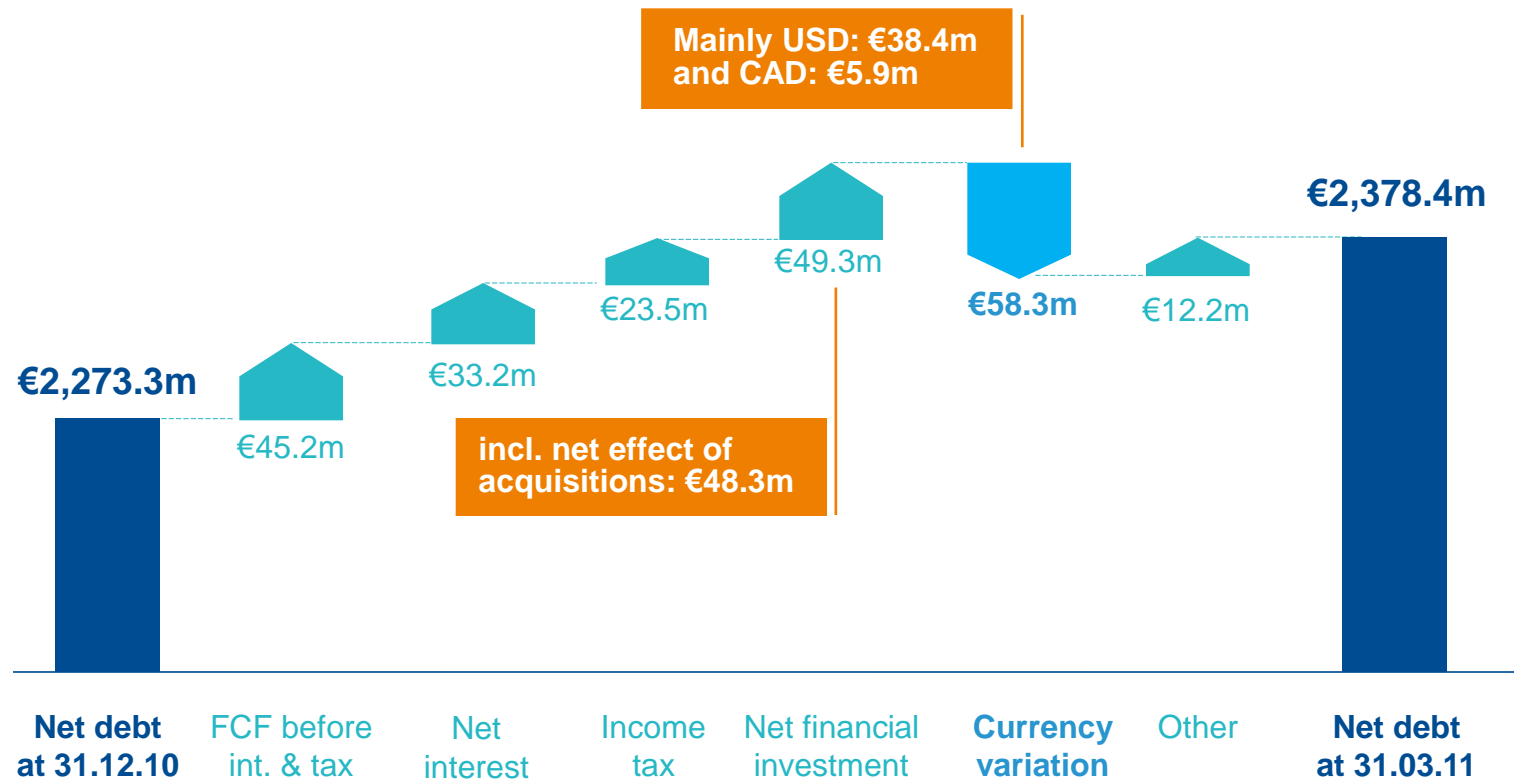 Mainly USD: €38.4m
and CAD: €5.9m
€2,378.4m
€49.3m
€58.3m
€12.2m
€23.5m
€33.2m
€2,273.3m
€45.2m
incl. net effect of
acquisitions: €48.3m
Net debt
at 31.12.10
FCF before
int. & tax
Net
interest
Income
tax
Net financial
investment
Currency
variation
Other
Net debt
at 31.03.11